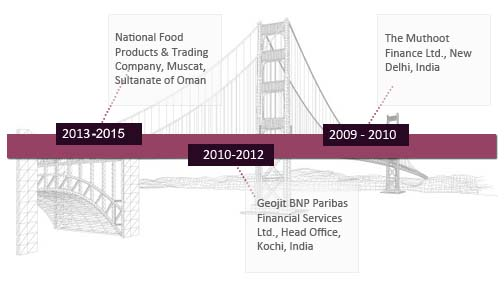 National Food
Products & Trading
Company, Muscat,
Sultanate of Oman
2013-2015
2010-2012
Geojit BNP Paribas
Financial Services
Ltd., Head Office,
Kochi, India
The Muthoot
Finance Ltd., New
Delhi, India
2009 - 2010